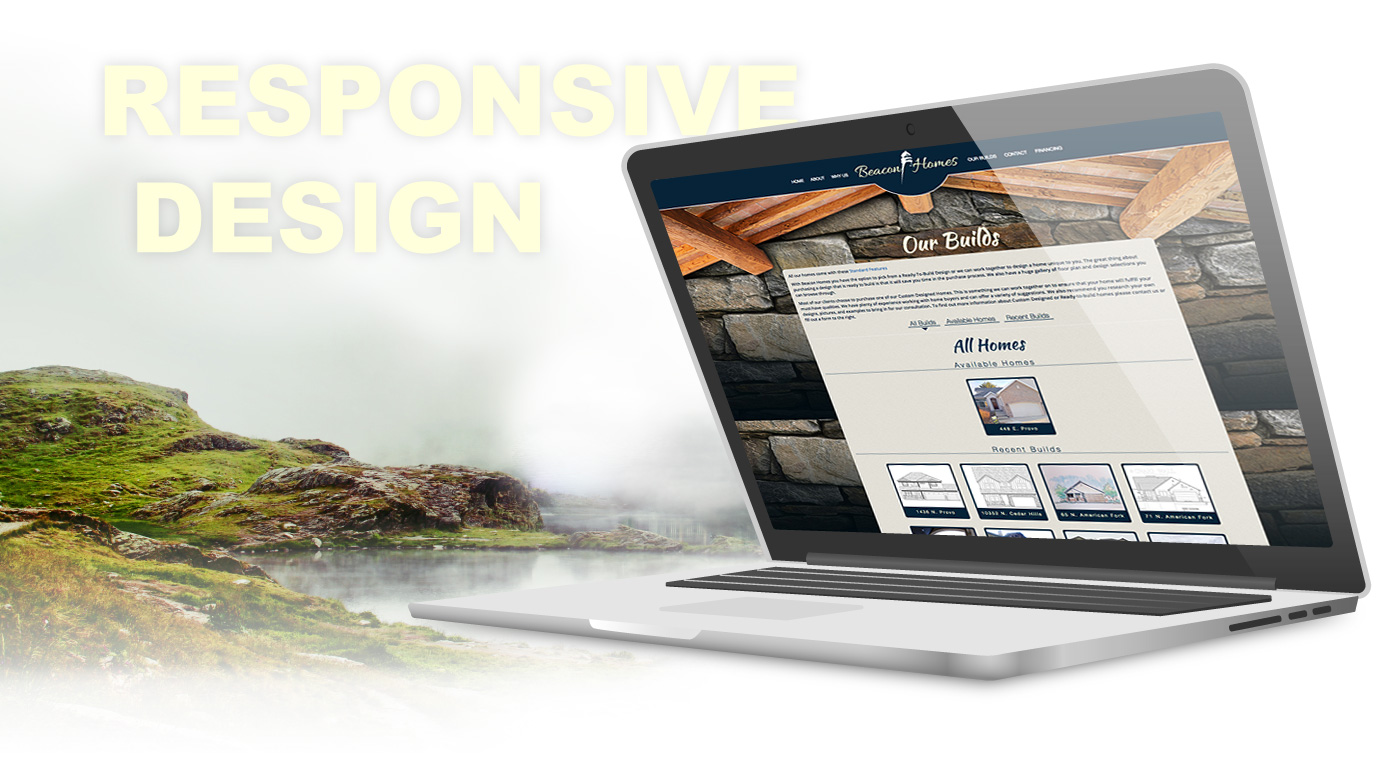 RESPONSIVE
DESIGN
HOME ABOUT WHY US Beacon Homes OUR BUILDS CONTACT FINANCING
Our Builds
All our homes come with these Standard Features
With Beacon Homes you have the option to pick from a Ready-To-Build Design or we can work together to design a home unique to you. The great thing about
purchasing a design that is ready to build is that it will save you time in the purchase process. We also have a huge gallery of floor plan and design selections you
can browse through.
Most of our clients choose to purchase one of our Custom Designed Homes. This is something we can work together on to ensure that your home will fulfill your
must-have qualities. We have plenty of experience working with home buyers and can offer a variety of suggestions. We also recommend you research your own
designs, pictures, and examples to bring in for our consultation. To find out more information about Custom Designed or Ready-to-build homes please contact us or
fill out a form to the right.
All Builds Available Homes Recent Builds
All Homes
Available Homes
448 E. Provo
Recent Builds
1436 N. Provo 10353 N. Cedar Hills 65 N. American Fork 71 N. American Fork